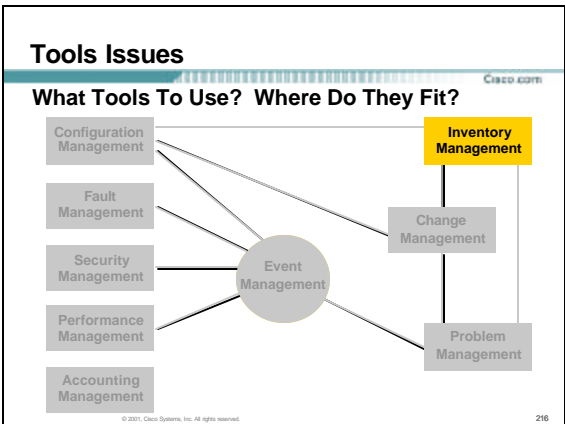 Tools Issues
Cisco.com
What Tools To Use?  Where Do They Fit?
Configuration
Management
Inventory
Management
Fault
Management
Change
Management
Security
Management
Event
Management
Performance
Management
Problem
Management
Accounting
Management
© 2001, Cisco Systems, Inc. All rights reserved.
216